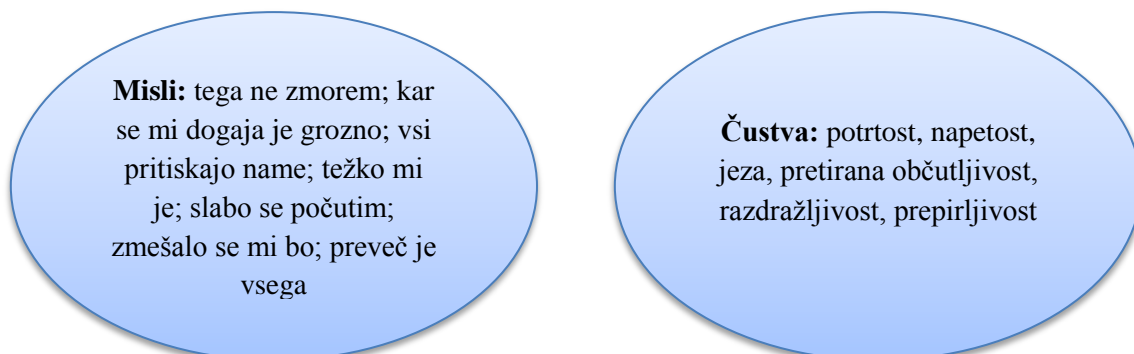 Misli: tega ne zmorem; kar
se mi dogaja je grozno; vsi
pritiskajo name; težko mi
je; slabo se počutim;
zmešalo se mi bo; preveč je
vsega
Čustva: potrtost, napetost,
jeza, pretirana občutljivost,
razdražljivost, prepirljivost